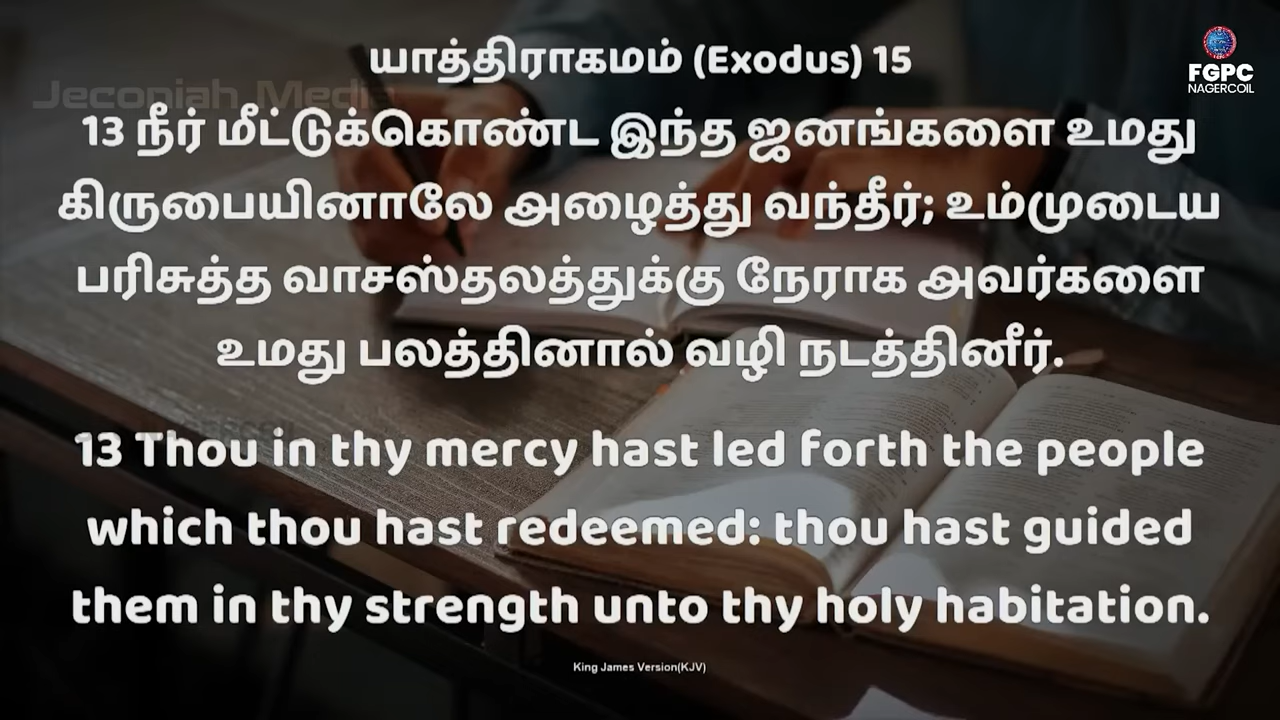 யாத்திராகமம் (Exodus) 15
FGPC
NAGERCOIL
Jeconiah Media
13 நீர் மீட்டுக்கொண்ட இந்த ஜனங்களை உமது
கிருபையினாலே அழைத்து வந்தீர்; உம்முடைய
பரிசுத்த வாசஸ்தலத்துக்கு நேராக அவர்களை
உமது பலத்தினால் வழி நடத்தினீர்.
13 Thou in thy mercy hast led forth the people
which thou hast redeemed: thou hast guided
them in thy strength unto thy holy habitation.
King James Version(KJV)